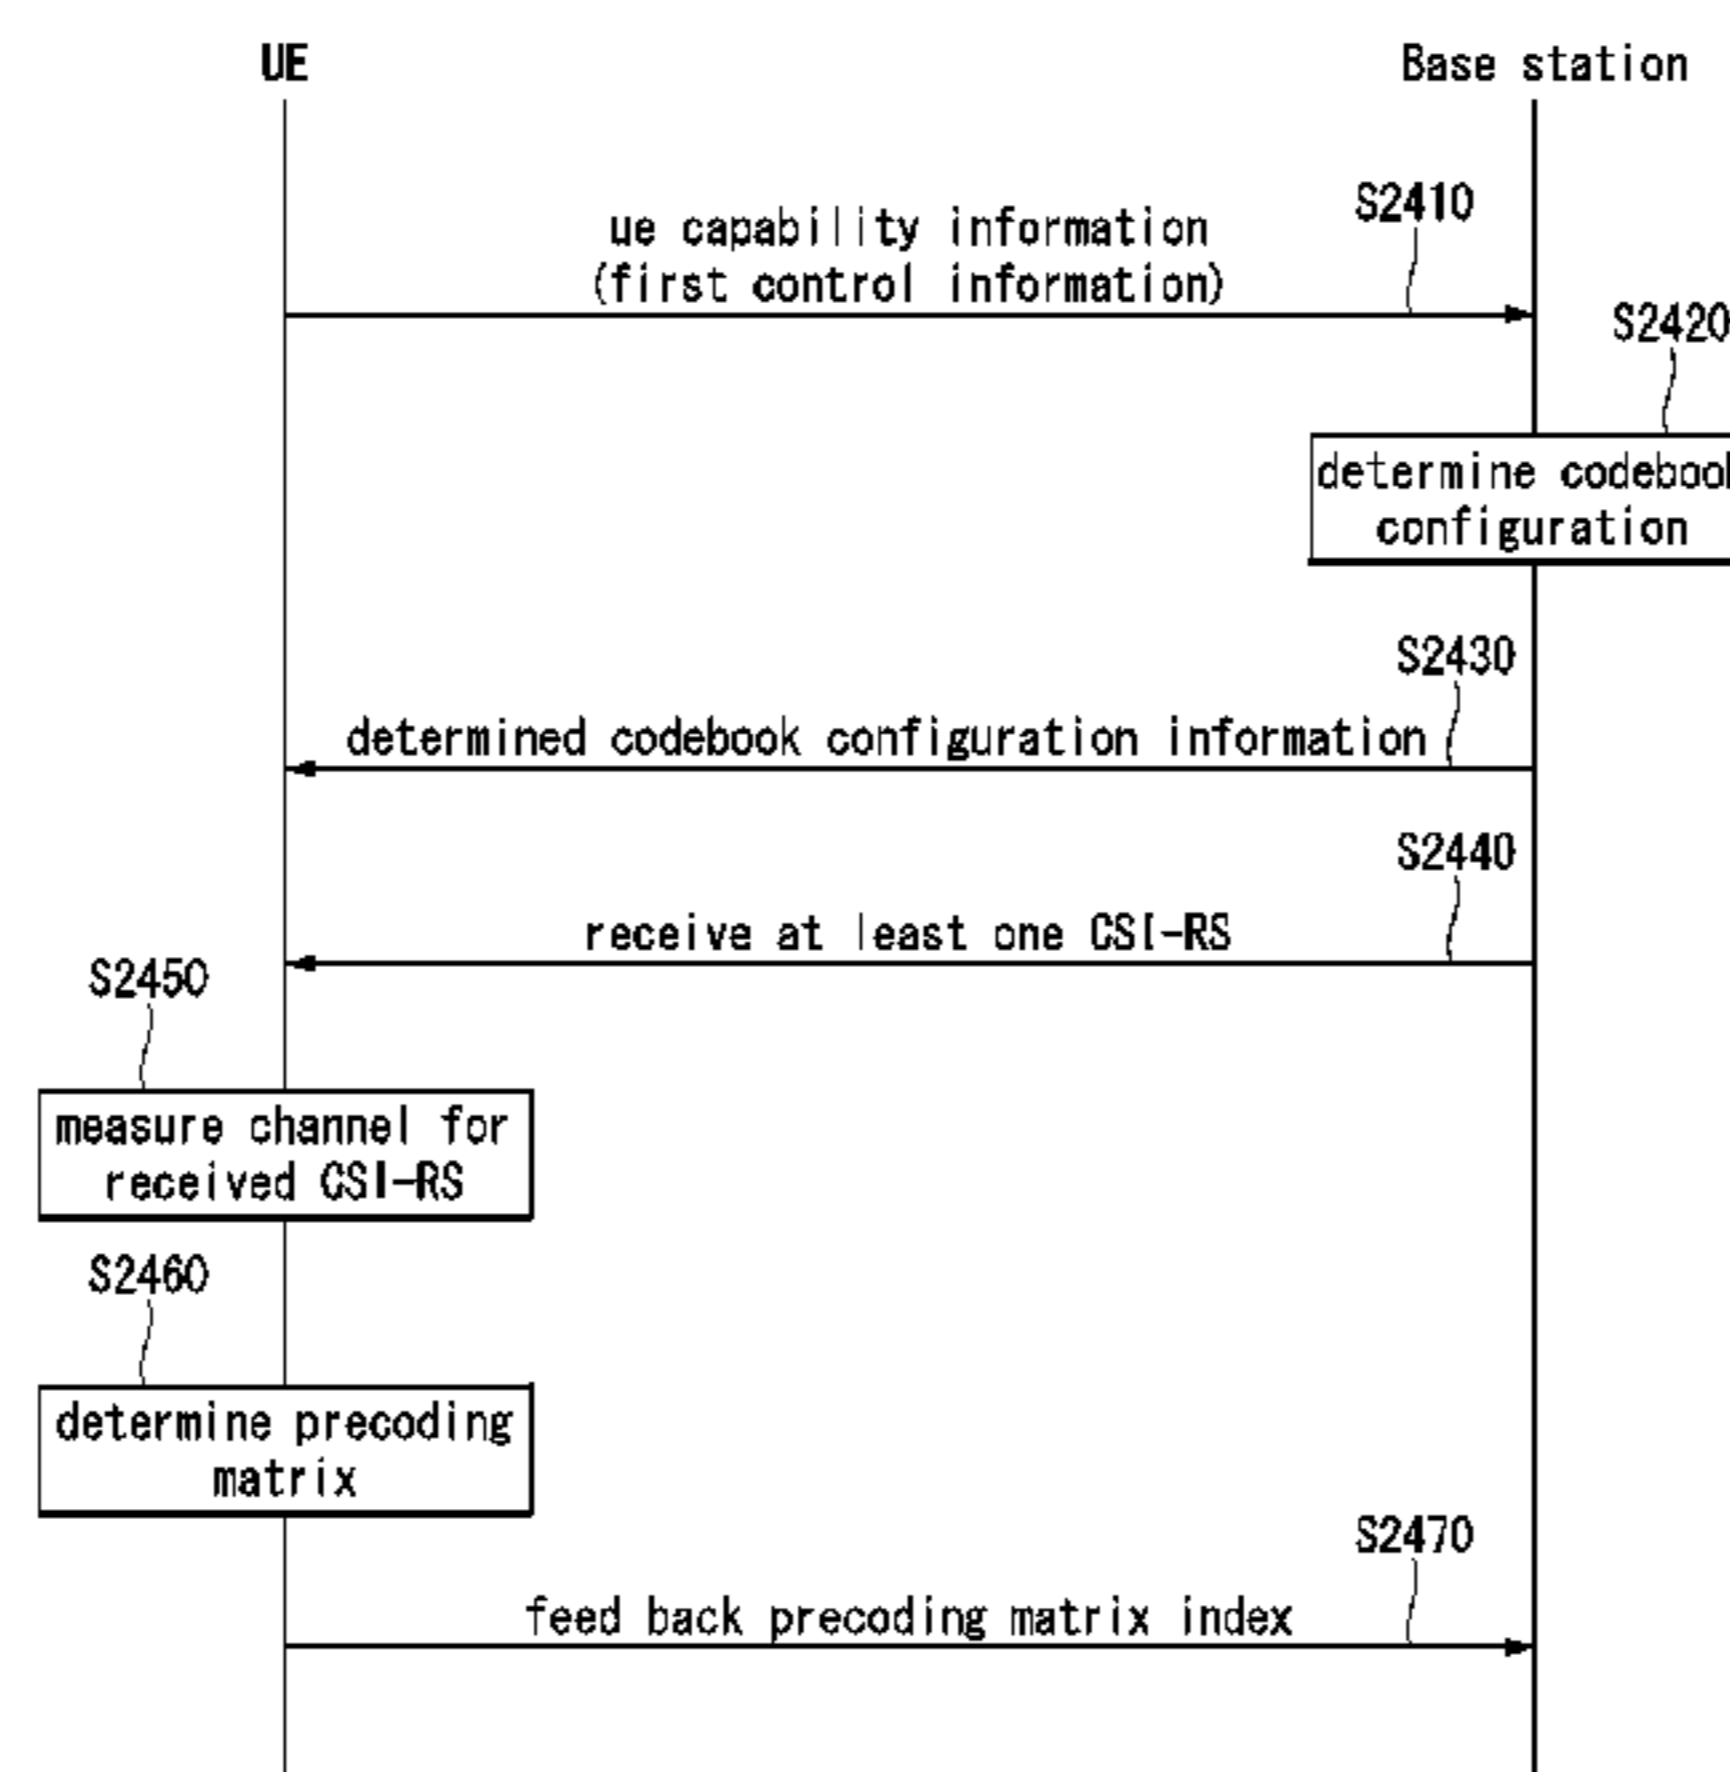 UE
Base station
S2410
ue capability information
(first control information)
S2420
determine codebook
configuration
S2430
determined codebook configuration information
S2440
receive at least one CSI-RS
S2450
measure channel for
received CSI-RS
S2460
determine precoding
matrix
S2470
feed back precoding matrix index